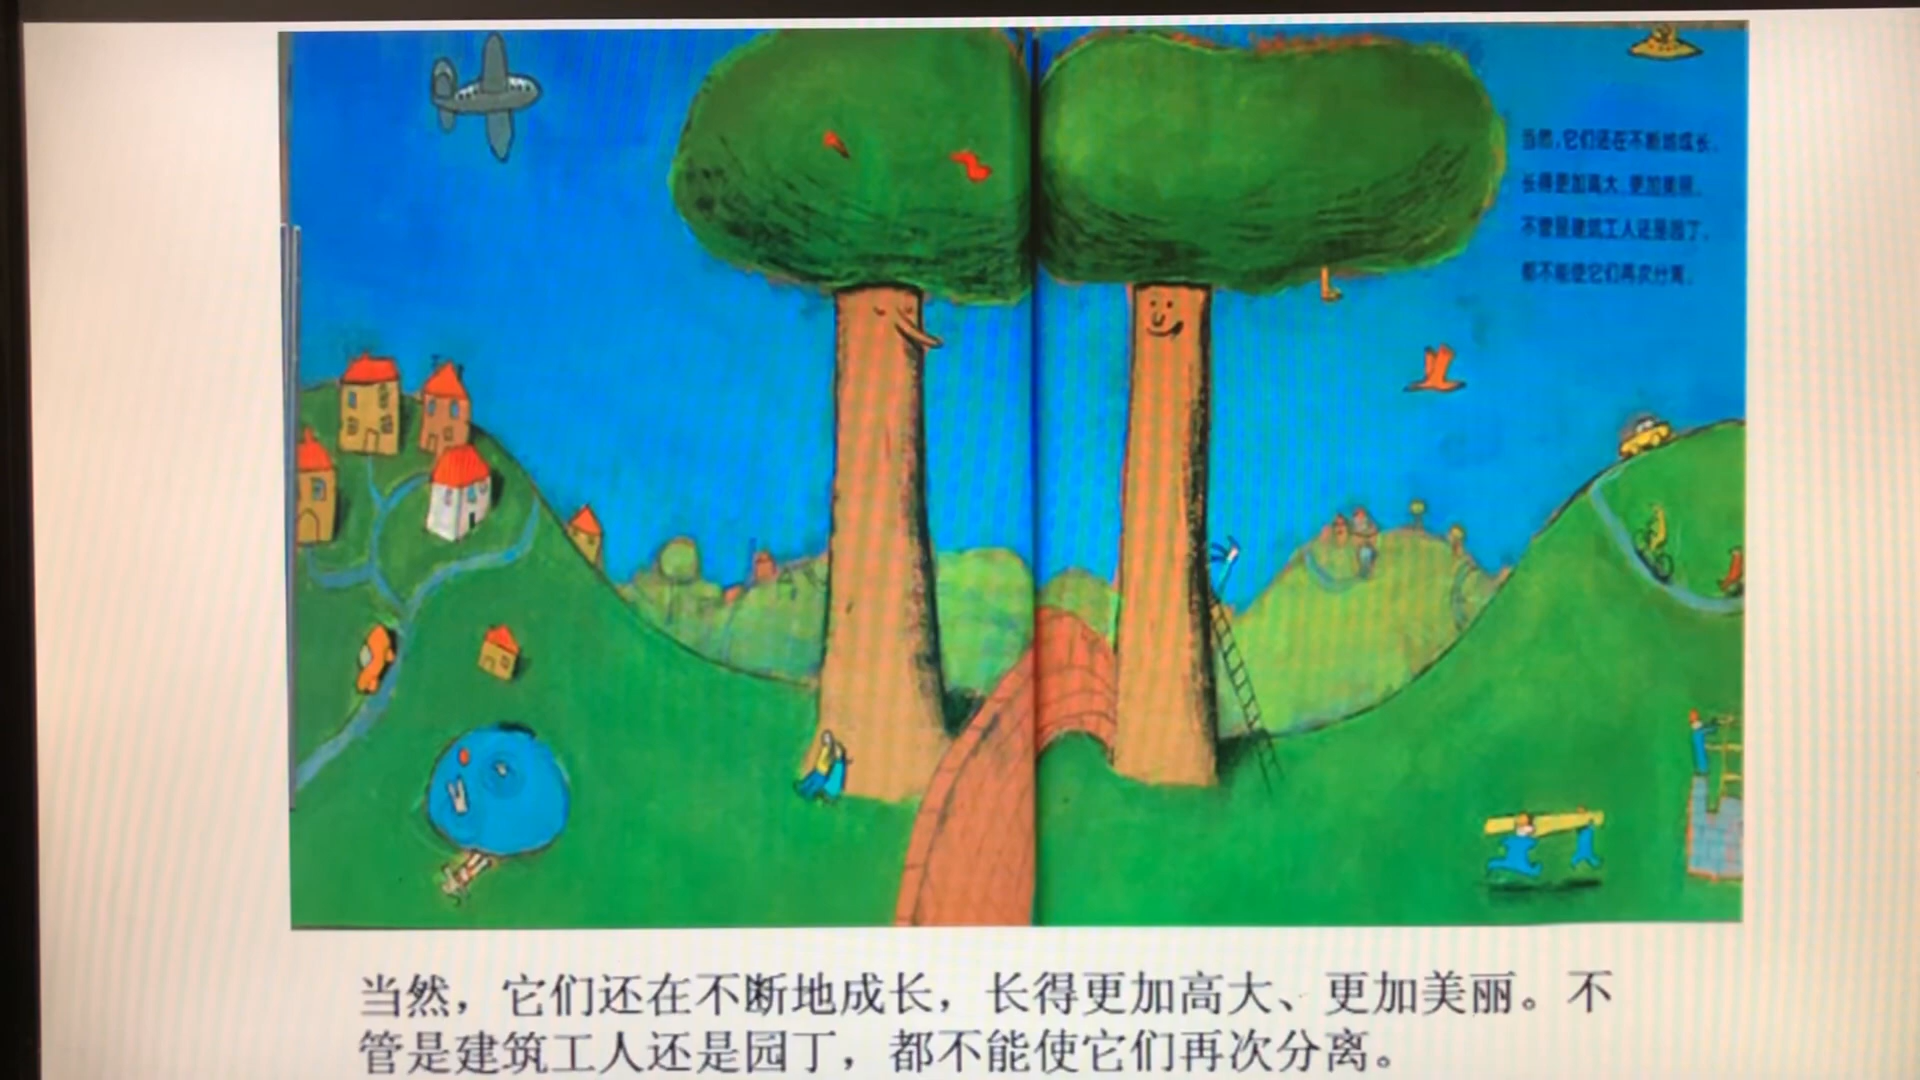 当然,它们还在不断地成长,
长得更加高大、更加美丽。
不管是建筑工人还是园丁,
都不能使它们再次分离。
当然，它们还在不断地成长，长得更加高大、更加美丽。不
管是建筑工人还是园丁，都不能使它们再次分离。